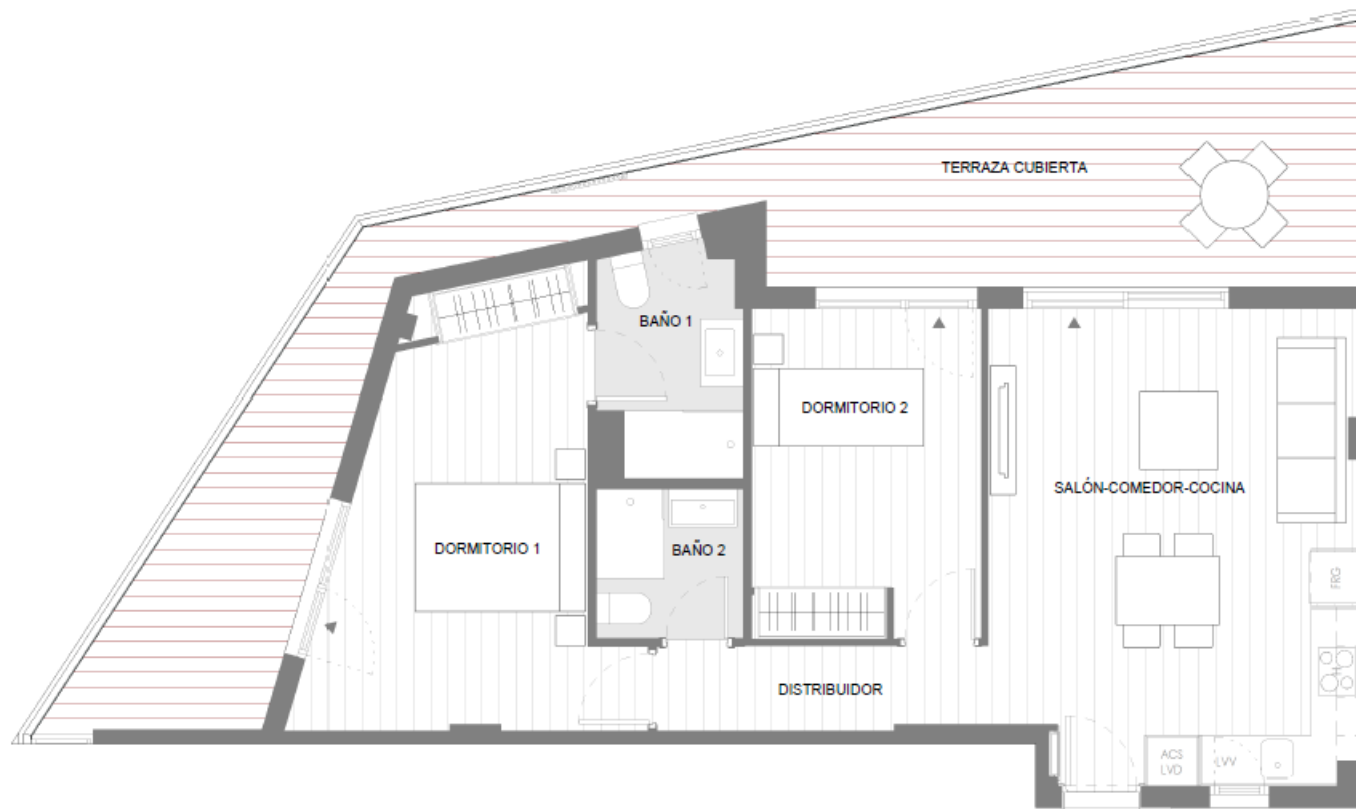 TERRAZA CUBIERTA
BAÑO 1
DORMITORIO 2
SALÓN-COMEDOR-COCINA
DORMITORIO 1
BAÑO 2
FRG
DISTRIBUIDOR
ACS
LVD
LVV